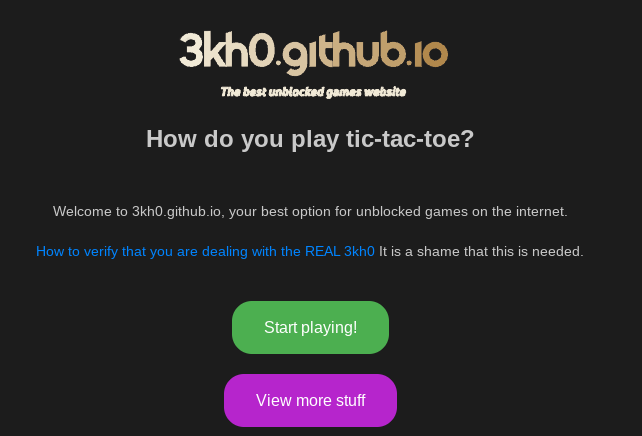 3kh0.github.io
The best unblocked games website
How do you play tic-tac-toe?
Welcome to 3kh0.github.io, your best option for unblocked games on the internet.
How to verify that you are dealing with the REAL 3kh0 It is a shame that this is needed.
Start playing!
View more stuff